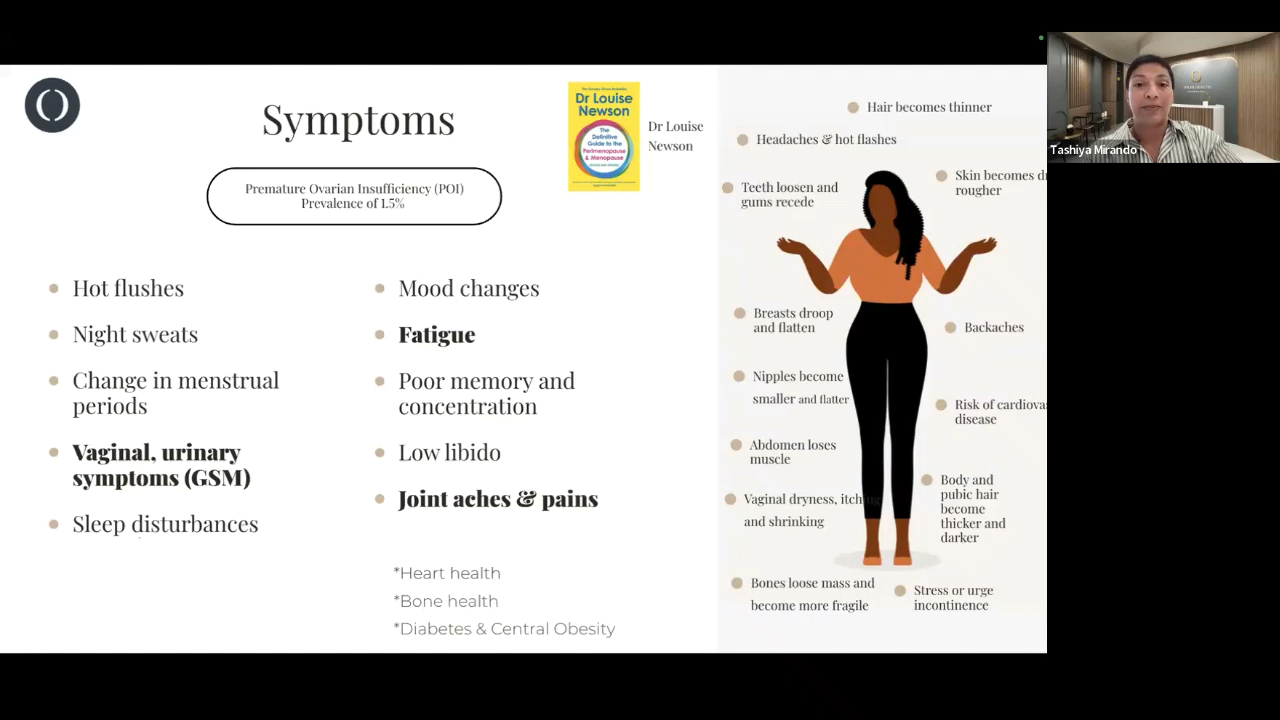 Symptoms
Premature Ovarian Insufficiency (POI)
Prevalence of 1.5%
Dr Louise
Newson
The
Definitive
Guide to the
Perimenopause
& Menopause
Dr Louise
Newson
Hot flushes
Night sweats
Change in menstrual
periods
Vaginal, urinary
symptoms (GSM)
Sleep disturbances
Mood changes
Fatigue
Poor memory and
concentration
Low libido
Joint aches & pains
*Heart health
*Bone health
*Diabetes & Central Obesity
Hair becomes thinner
Headaches & hot flashes
Teeth loosen and
gums recede
Skin becomes d
rougher
Breasts droop
and flatten
Backaches
Nipples become
smaller and flatter
Risk of cardiova
disease
Abdomen loses
muscle
Vaginal dryness, itching
and shrinking
Body and
pubic hair
become
thicker and
darker
Bones loose mass and
become more fragile
Stress or urge
incontinence
Tashiya Mirando